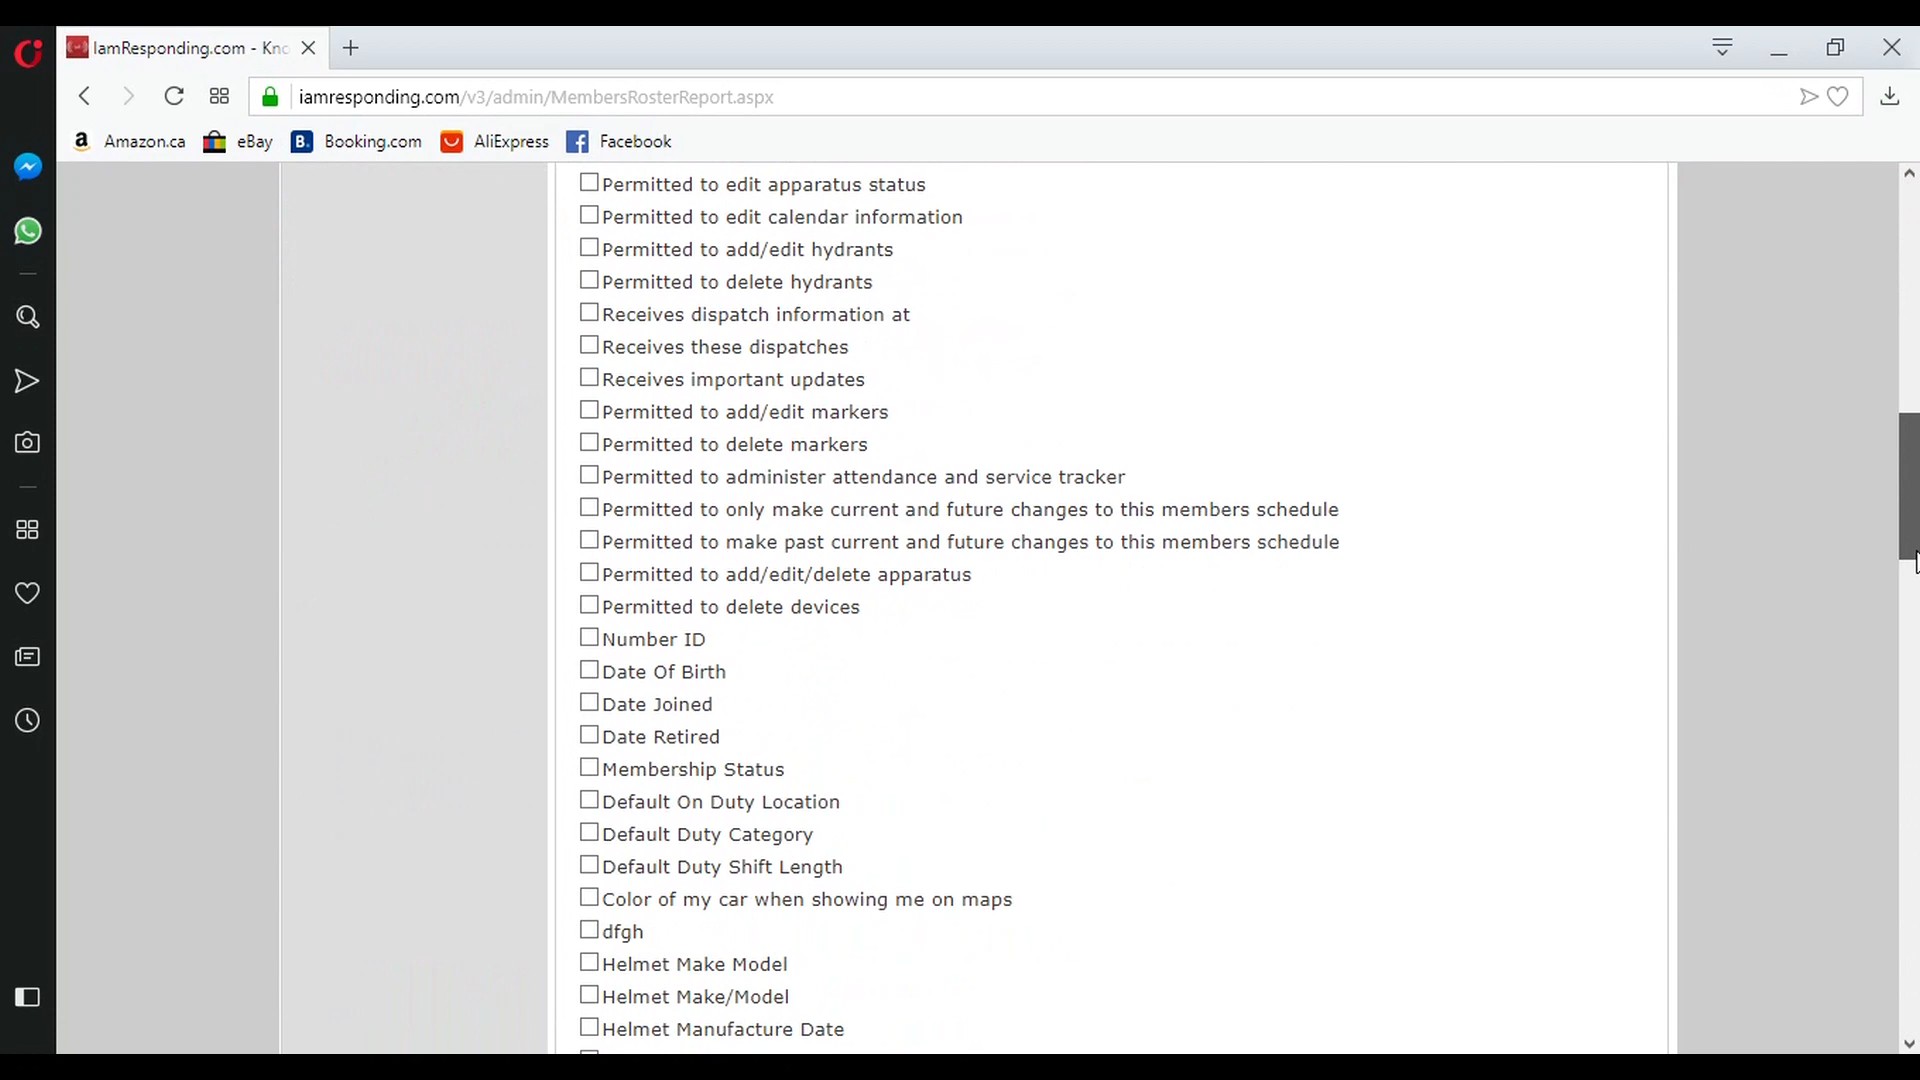 IamResponding.com - Kno
iamresponding.com/v3/admin/MembersRosterReport.aspx
a Amazon.ca eBay B. Booking.com AliExpress f Facebook
Permitted to edit apparatus status
Permitted to edit calendar information
Permitted to add/edit hydrants
Permitted to delete hydrants
Receives dispatch information at
Receives these dispatches
Receives important updates
Permitted to add/edit markers
Permitted to delete markers
Permitted to administer attendance and service tracker
Permitted to only make current and future changes to this members schedule
Permitted to make past current and future changes to this members schedule
Permitted to add/edit/delete apparatus
Permitted to delete devices
Number ID
Date Of Birth
Date Joined
Date Retired
Membership Status
Default On Duty Location
Default Duty Category
Default Duty Shift Length
Color of my car when showing me on maps
dfgh
Helmet Make Model
Helmet Make/Model
Helmet Manufacture Date